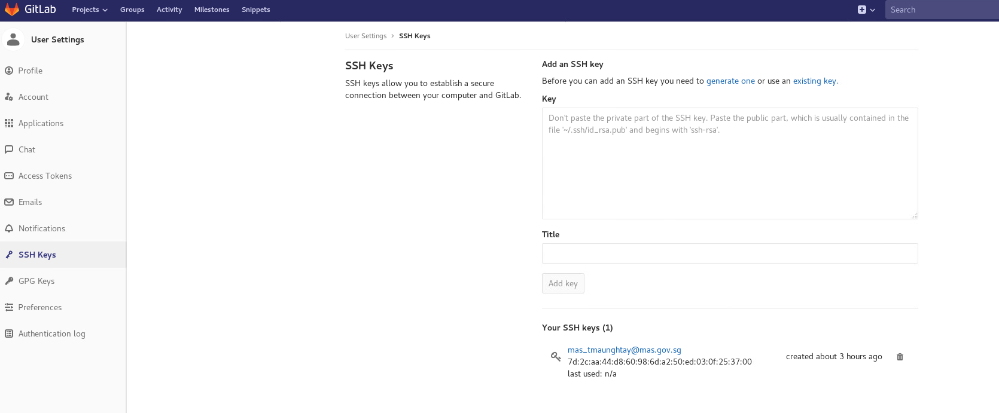 GitLab Projects Groups Activity Milestones Snippets Search
User Settings
Profile
Account
Applications
Chat
Access Tokens
Emails
Notifications
SSH Keys
GPG Keys
Preferences
Authentication log
User Settings › SSH Keys
SSH Keys
SSH keys allow you to establish a secure
connection between your computer and GitLab.
Add an SSH key
Before you can add an SSH key you need to generate one or use an existing key.
Key
Don't paste the private part of the SSH key. Paste the public part, which is usually contained in the
file '~/.ssh/id_rsa.pub' and begins with 'ssh-rsa'.
Title
Add key
Your SSH keys (1)
mas_tmaunghtay@mas.gov.sg
7d:2c:aa:44:d8:60:98:6d:a2:50:ed:03:0f:25:37:00
last used: n/a
created about 3 hours ago